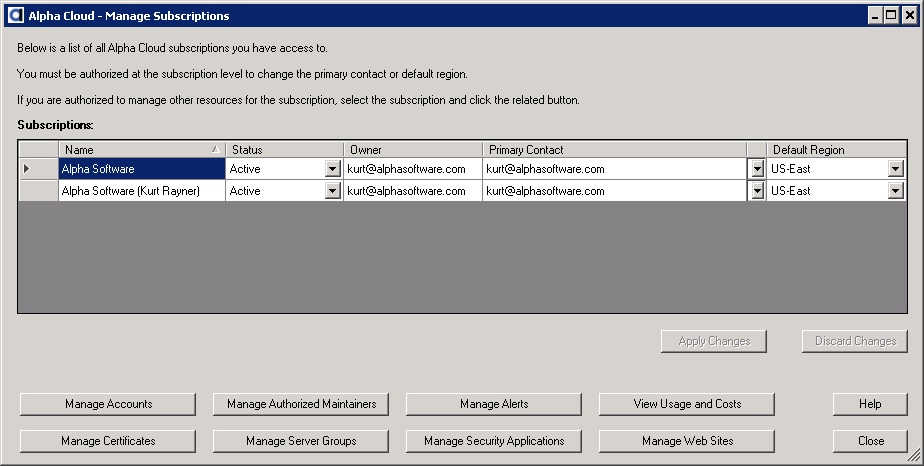 Alpha Cloud - Manage Subscriptions
Below is a list of all Alpha Cloud subscriptions you have access to.
You must be authorized at the subscription level to change the primary contact or default region.
If you are authorized to manage other resources for the subscription, select the subscription and click the related button.
Subscriptions:
Name Status Owner Primary Contact Default Region
Alpha Software Active kurt@alphasoftware.com kurt@alphasoftware.com US-East
Alpha Software (Kurt Rayner) Active kurt@alphasoftware.com kurt@alphasoftware.com US-East
Apply Changes Discard Changes
Manage Accounts Manage Authorized Maintainers Manage Alerts View Usage and Costs Help
Manage Certificates Manage Server Groups Manage Security Applications Manage Web Sites Close